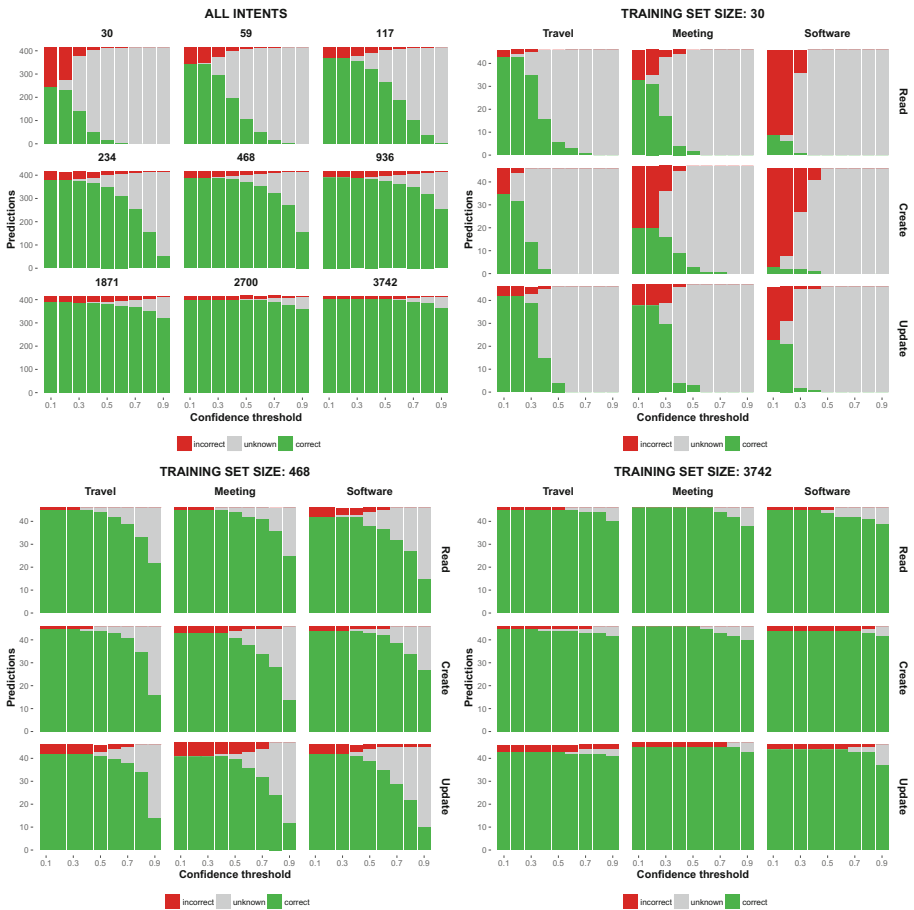 ALL INTENTS
30 59 117
400 -
300 -
200 -
100 -
0 -
234 468 936
400 -
300 -
200 -
100 -
0 -
1871 2700 3742
400 -
300 -
200 -
100 -
0 -
Predictions
0.1 0.3 0.5 0.7 0.9 0.1 0.3 0.5 0.7 0.9 0.1 0.3 0.5 0.7 0.9
Confidence threshold
incorrect unknown correct
TRAINING SET SIZE: 30
Travel Meeting Software
40 -
30 -
20 -
10 -
0 -
Read
40 -
30 -
20 -
10 -
0 -
Create
40 -
30 -
20 -
10 -
0 -
Update
Predictions
0.1 0.3 0.5 0.7 0.9 0.1 0.3 0.5 0.7 0.9 0.1 0.3 0.5 0.7 0.9
Confidence threshold
incorrect unknown correct
TRAINING SET SIZE: 468
Travel Meeting Software
40 -
30 -
20 -
10 -
0 -
Read
40 -
30 -
20 -
10 -
0 -
Create
40 -
30 -
20 -
10 -
0 -
Update
Predictions
0.1 0.3 0.5 0.7 0.9 0.1 0.3 0.5 0.7 0.9 0.1 0.3 0.5 0.7 0.9
Confidence threshold
incorrect unknown correct
TRAINING SET SIZE: 3742
Travel Meeting Software
40 -
30 -
20 -
10 -
0 -
Read
40 -
30 -
20 -
10 -
0 -
Create
40 -
30 -
20 -
10 -
0 -
Update
Predictions
0.1 0.3 0.5 0.7 0.9 0.1 0.3 0.5 0.7 0.9 0.1 0.3 0.5 0.7 0.9
Confidence threshold
incorrect unknown correct